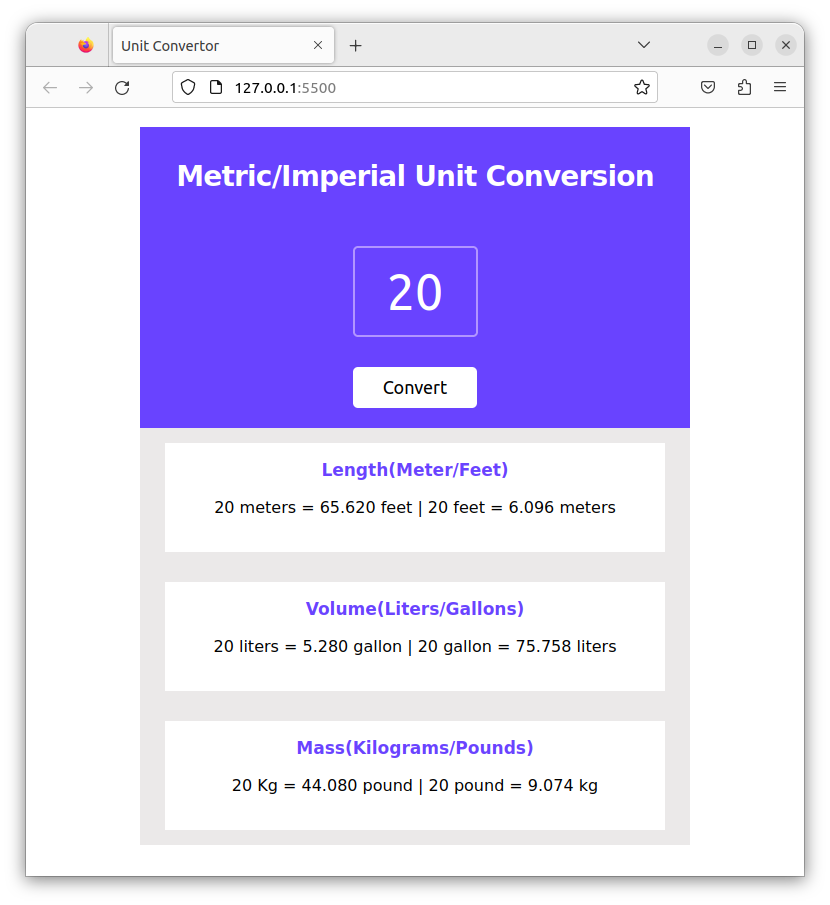 Unit Convertor
127.0.0.1:5500
Metric/Imperial Unit Conversion
20
Convert
Length(Meter/Feet)
20 meters = 65.620 feet | 20 feet = 6.096 meters
Volume(Liters/Gallons)
20 liters = 5.280 gallon | 20 gallon = 75.758 liters
Mass(Kilograms/Pounds)
20 Kg = 44.080 pound | 20 pound = 9.074 kg